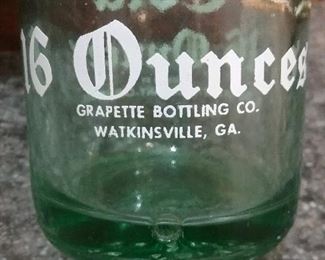 16 Ounces
GRAPETTE BOTTLING CO.
WATKINSVILLE, GA.